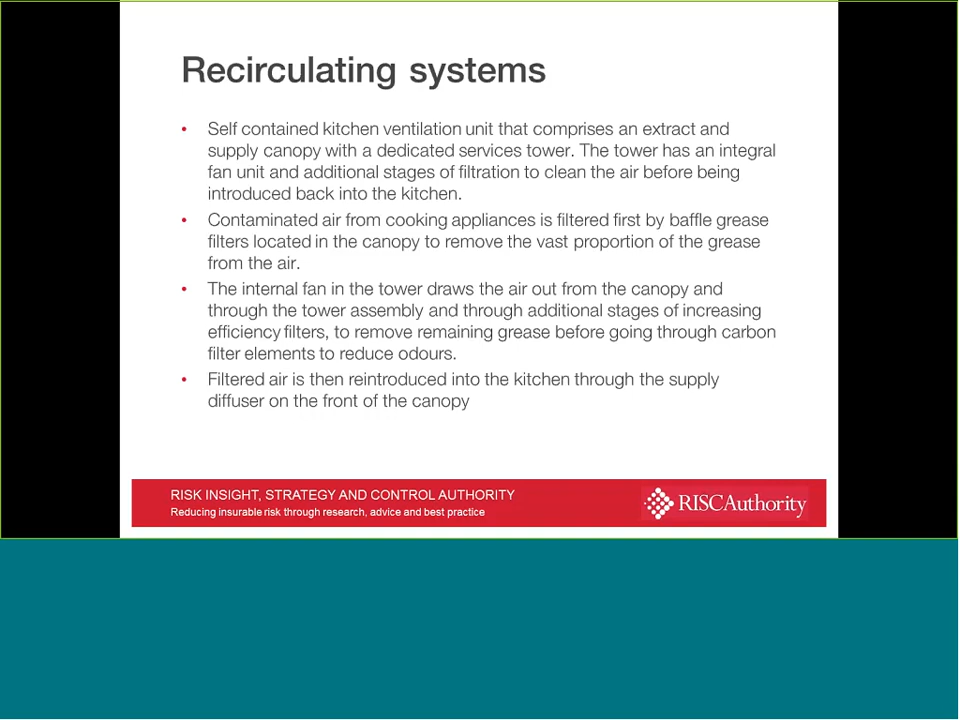 Recirculating systems
• Self contained kitchen ventilation unit that comprises an extract and
supply canopy with a dedicated services tower. The tower has an integral
fan unit and additional stages of filtration to clean the air before being
introduced back into the kitchen.
• Contaminated air from cooking appliances is filtered first by baffle grease
filters located in the canopy to remove the vast proportion of the grease
from the air.
• The internal fan in the tower draws the air out from the canopy and
through the tower assembly and through additional stages of increasing
efficiency filters, to remove remaining grease before going through carbon
filter elements to reduce odours.
• Filtered air is then reintroduced into the kitchen through the supply
diffuser on the front of the canopy
RISK INSIGHT, STRATEGY AND CONTROL AUTHORITY
Reducing insurable risk through research, advice and best practice
RISCAuthority